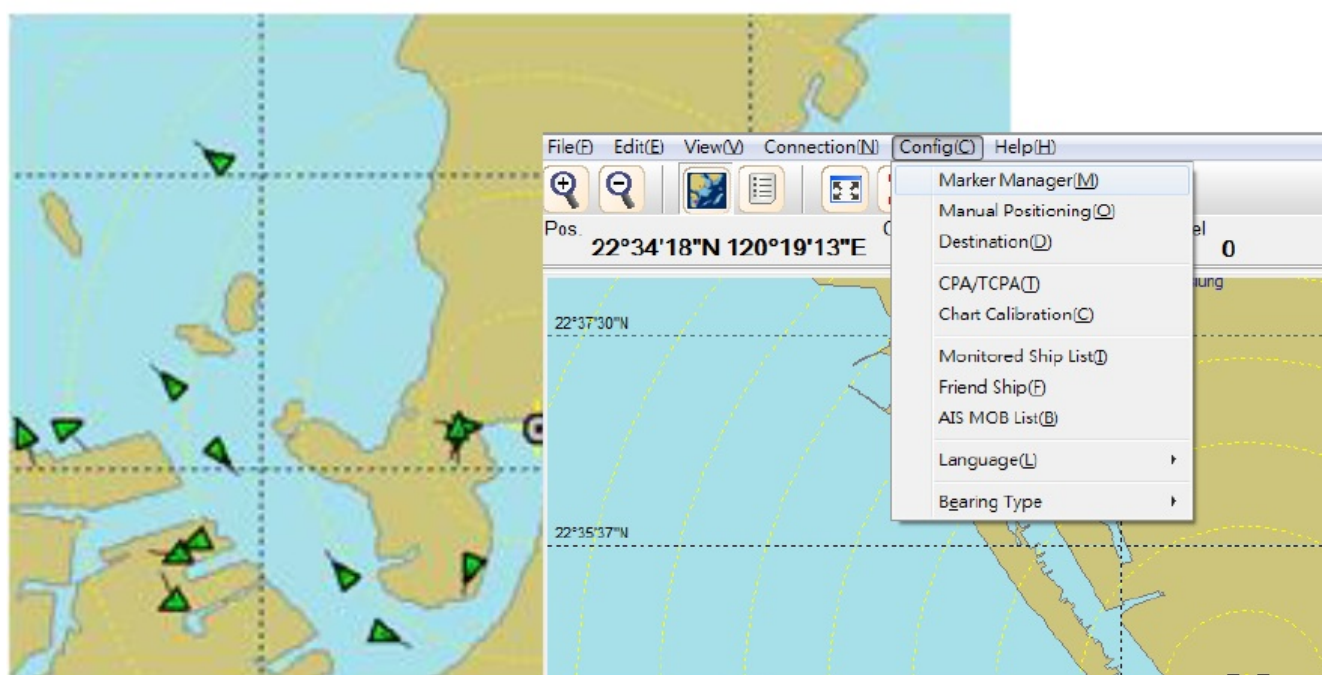 File(F) Edit(E) View(V) Connection(N) Config(C) Help(H)
Marker Manager(M)
Manual Positioning(O)
Pos.
22°34'18"N 120°19'13"E
0
Destination(D)
CPA/TCPA(T)
Chart Calibration(C)
22°37'30"N
Monitored Ship List(I)
Friend Ship(F)
AIS MOB List(B)
Language(L)
Bearing Type
22°35'37"N